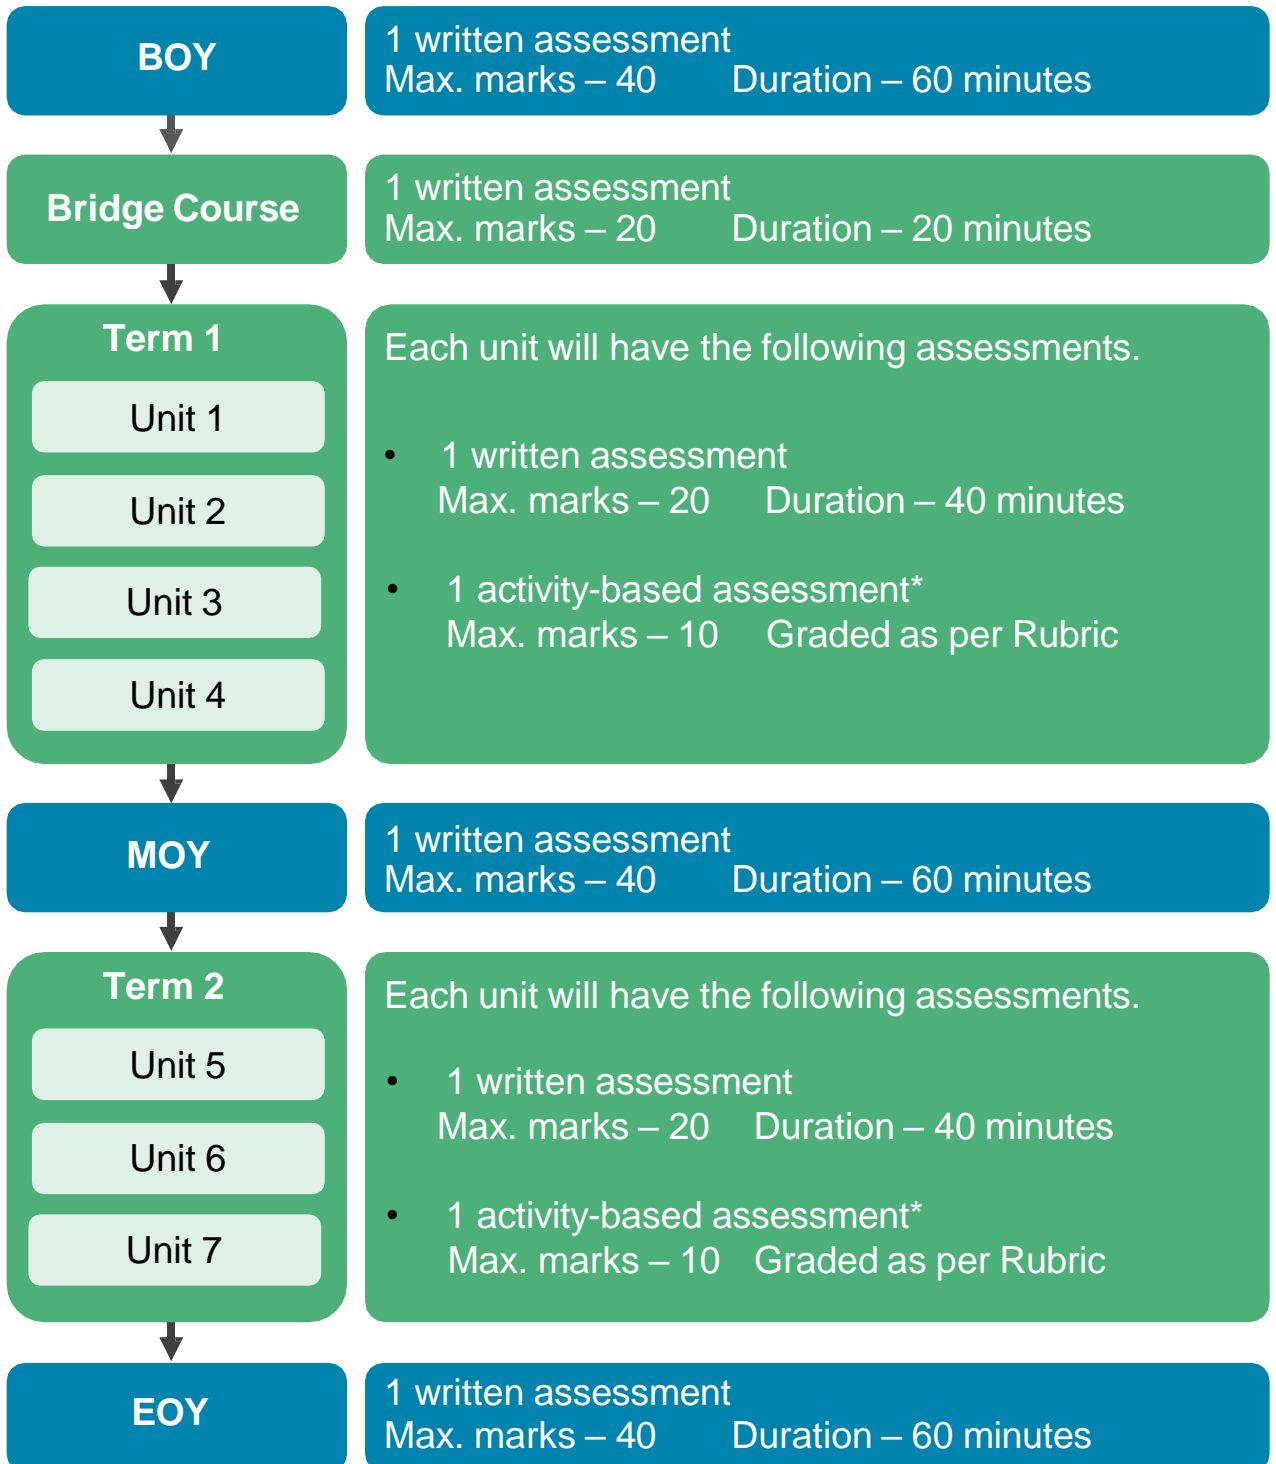 BOY
1 written assessment
Max. marks – 40 Duration – 60 minutes
Bridge Course
1 written assessment
Max. marks – 20 Duration – 20 minutes
Term 1
Unit 1
Unit 2
Unit 3
Unit 4
Each unit will have the following assessments.
• 1 written assessment
Max. marks – 20 Duration – 40 minutes
• 1 activity-based assessment*
Max. marks – 10 Graded as per Rubric
MOY
1 written assessment
Max. marks – 40 Duration – 60 minutes
Term 2
Unit 5
Unit 6
Unit 7
Each unit will have the following assessments.
• 1 written assessment
Max. marks – 20 Duration – 40 minutes
• 1 activity-based assessment*
Max. marks – 10 Graded as per Rubric
EOY
1 written assessment
Max. marks – 40 Duration – 60 minutes